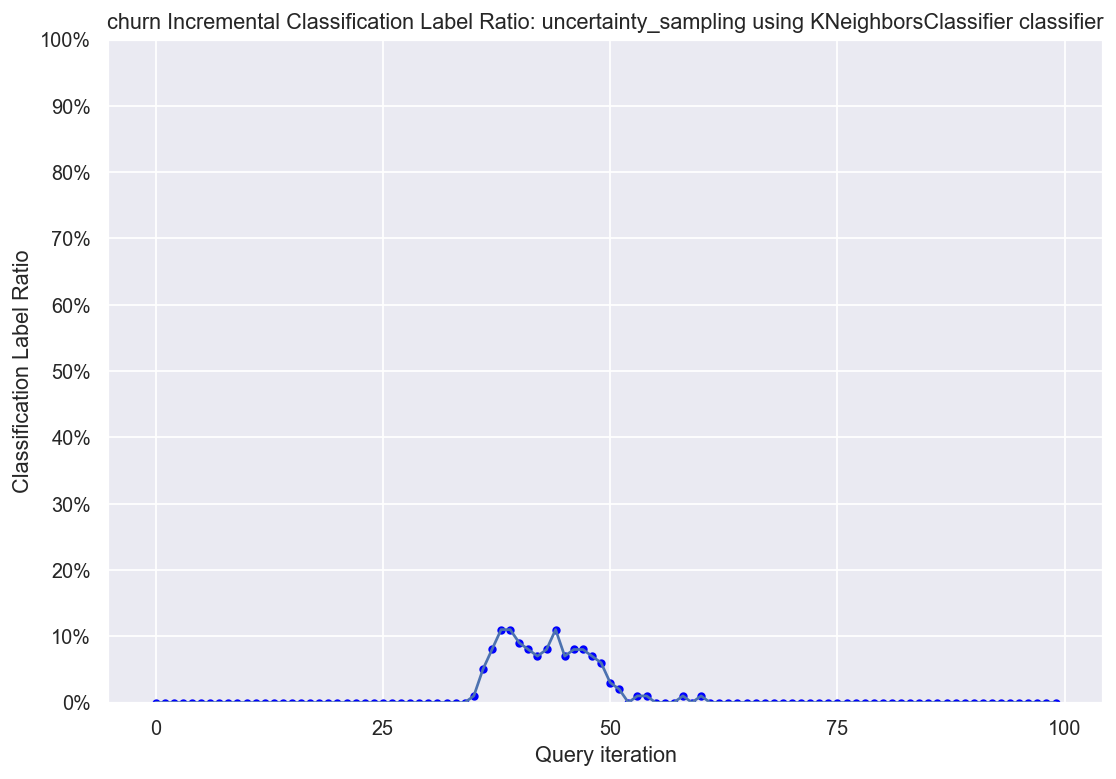 churn Incremental Classification Label Ratio: uncertainty_sampling using KNeighborsClassifier classifier
100%
90%
80%
70%
60%
50%
40%
30%
20%
10%
0%
Classification Label Ratio
0 25 50 75 100
Query iteration